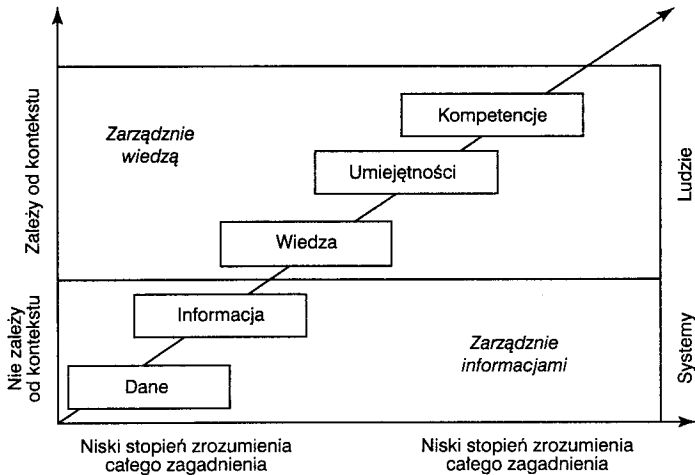 Kompetencje
Zarządznie
wiedzą
Umiejętności
Wiedza
Zależy od kontekstu
Ludzie
Informacja
Zarządznie
informacjami
Dane
Nie zależy
od kontekstu
Systemy
Niski stopień zrozumienia
całego zagadnienia
Niski stopień zrozumienia
całego zagadnienia